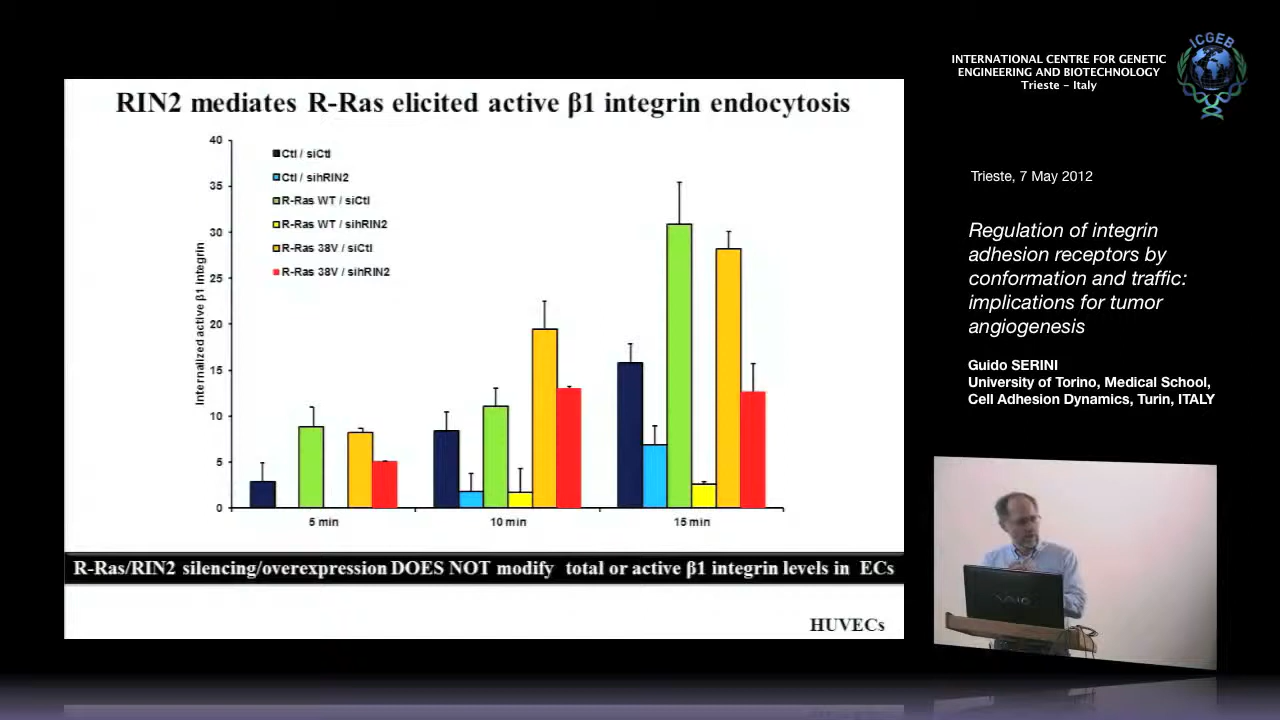 RIN2 mediates R-Ras elicited active β1 integrin endocytosis
40
35
30
25
20
15
10
5
0
Internalized active β1 integrin
Ctl / siCtl
Ctl / sihRIN2
R-Ras WT / siCtl
R-Ras WT / sihRIN2
R-Ras 38V / siCtl
R-Ras 38V / sihRIN2
5 min
10 min
15 min
R-Ras/RIN2 silencing/overexpression DOES NOT modify total or active β1 integrin levels in ECs
HUVECs
INTERNATIONAL CENTRE FOR GENETIC
ENGINEERING AND BIOTECHNOLOGY
Trieste - Italy
ICGEB
Trieste, 7 May 2012
Regulation of integrin
adhesion receptors by
conformation and traffic:
implications for tumor
angiogenesis
Guido SERINI
University of Torino, Medical School,
Cell Adhesion Dynamics, Turin, ITALY
VAIO